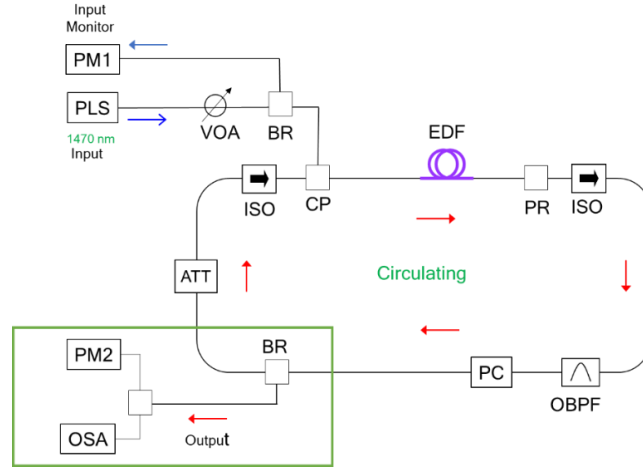 Input
Monitor
PM1
PLS
1470 nm
Input
VOA
BR
EDF
ISO
CP
PR
ISO
ATT
Circulating
BR
PM2
PC
OBPF
OSA
Output